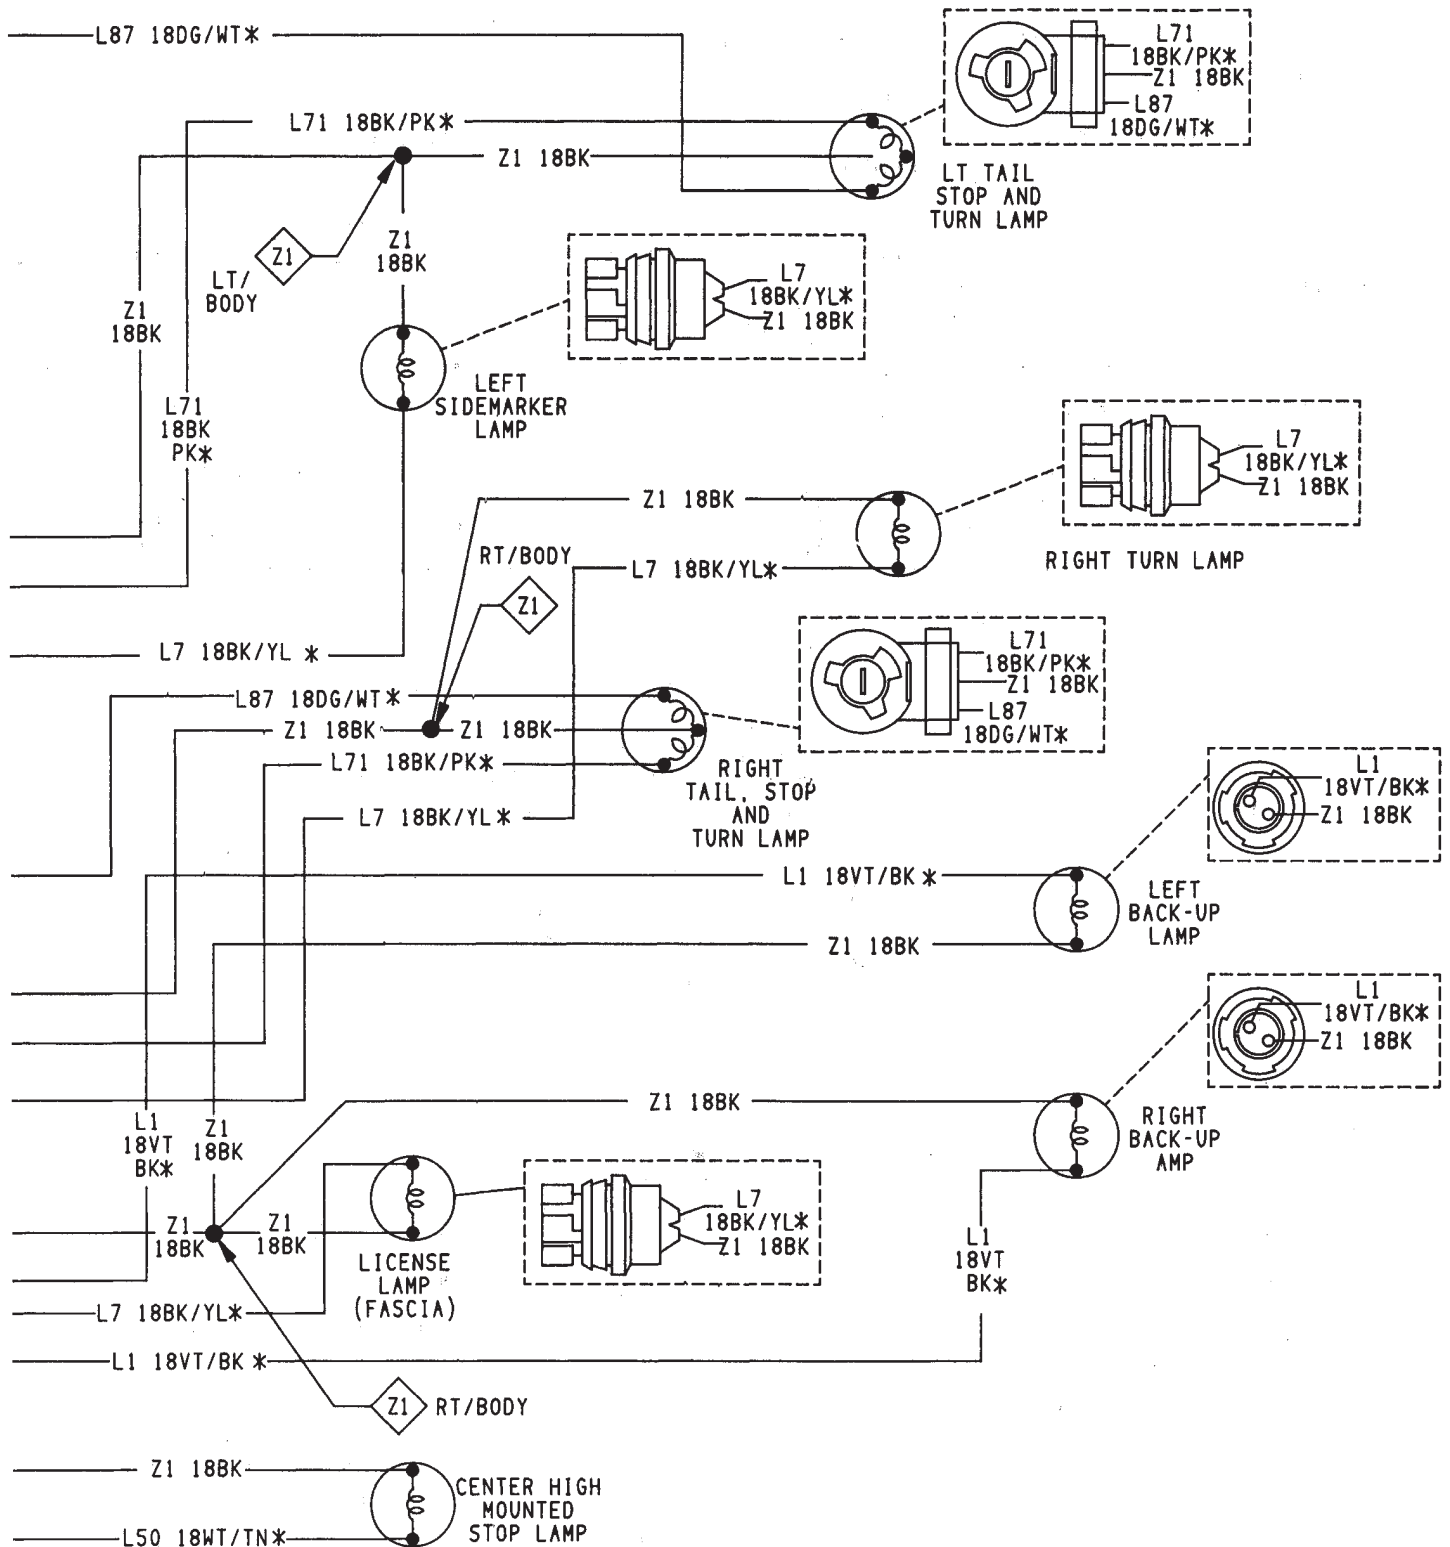 L87 18DG/WT*
L71
18BK/PK*
Z1 18BK
L87
18DG/WT*
L71 18BK/PK*
Z1 18BK
LT TAIL
STOP AND
TURN LAMP
Z1
LT/
BODY
Z1
18BK
Z1
18BK
L7
18BK/YL*
Z1 18BK
LEFT
SIDEMARKER
LAMP
L71
18BK
PK*
L7
18BK/YL*
Z1 18BK
Z1 18BK
RIGHT TURN LAMP
RT/BODY
Z1
L7 18BK/YL*
L7 18BK/YL *
L71
18BK/PK*
Z1 18BK
L87
18DG/WT*
L87 18DG/WT*
Z1 18BK
Z1 18BK
L71 18BK/PK*
RIGHT
TAIL, STOP
AND
TURN LAMP
L7 18BK/YL*
L1
18VT/BK*
Z1 18BK
L1 18VT/BK *
LEFT
BACK-UP
LAMP
Z1 18BK
L1
18VT/BK*
Z1 18BK
Z1 18BK
RIGHT
BACK-UP
AMP
L1
18VT
BK*
Z1
18BK
Z1
18BK
Z1
18BK
LICENSE
LAMP
(FASCIA)
L7
18BK/YL*
Z1 18BK
L1
18VT
BK*
L7 18BK/YL*
L1 18VT/BK *
Z1
RT/BODY
Z1 18BK
CENTER HIGH
MOUNTED
STOP LAMP
L50 18WT/TN*